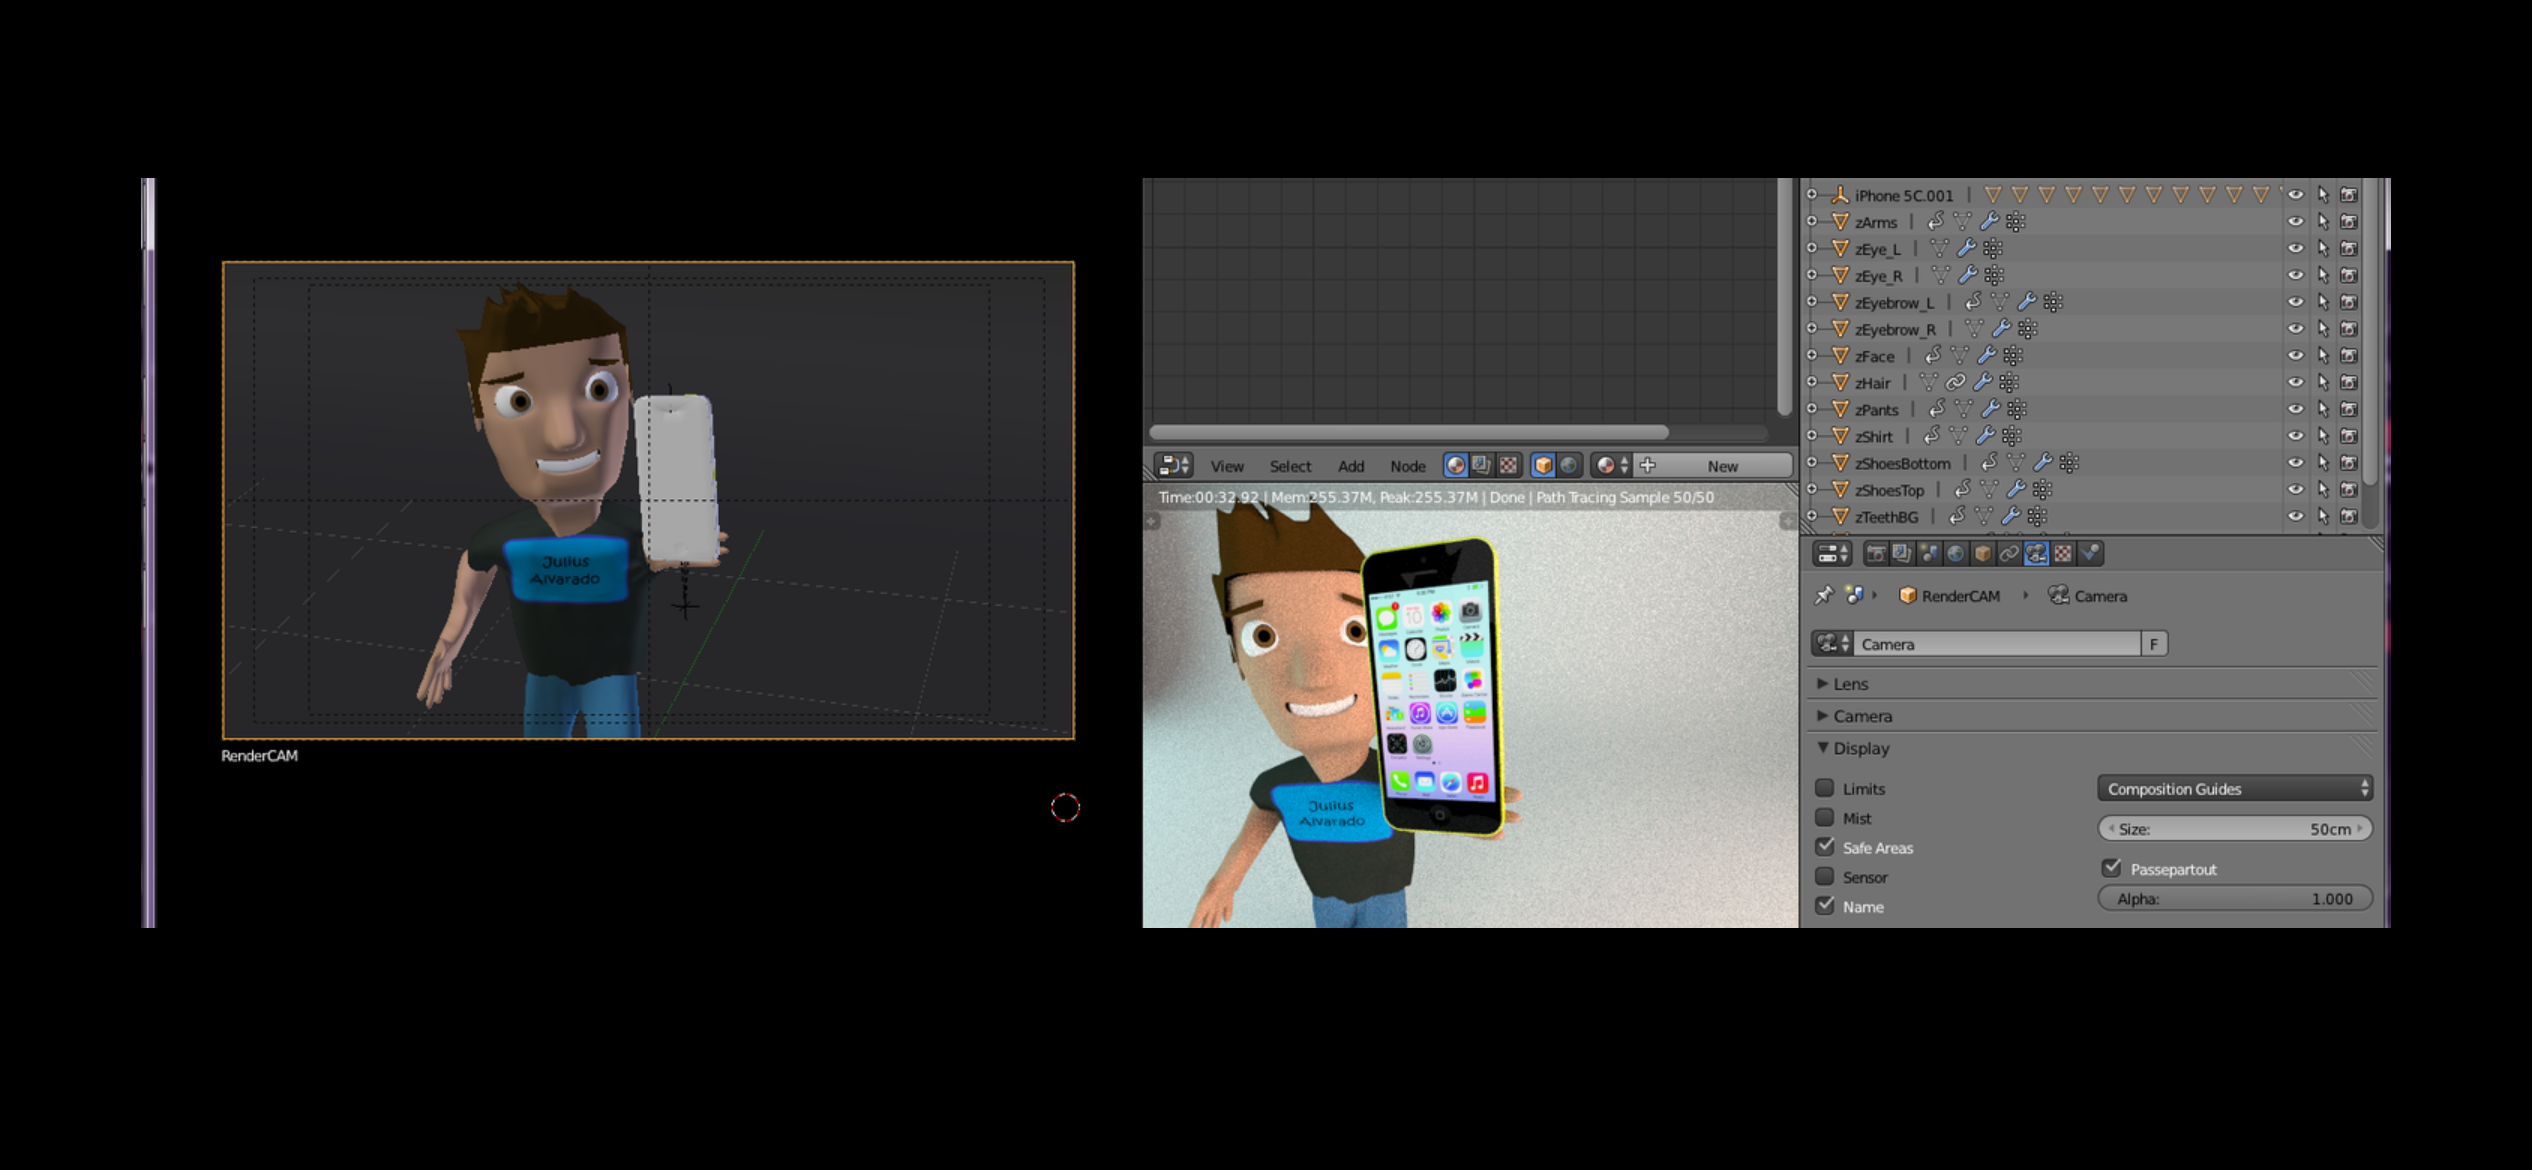 Julius
Alvarado
RenderCAM
View Select Add Node New
Time:00:32.92 | Mem:255.37M, Peak:255.37M | Done | Path Tracing Sample 50/50
Julius
Alvarado
iPhone 5C.001
zArms
zEye_L
zEye_R
zEyebrow_L
zEyebrow_R
zFace
zHair
zPants
zShirt
zShoesBottom
zShoesTop
zTeethBG
RenderCAM Camera
Camera F
Lens
Camera
Display
Limits Composition Guides
Mist Size: 50cm
Safe Areas
Sensor Passepartout
Name Alpha: 1.000